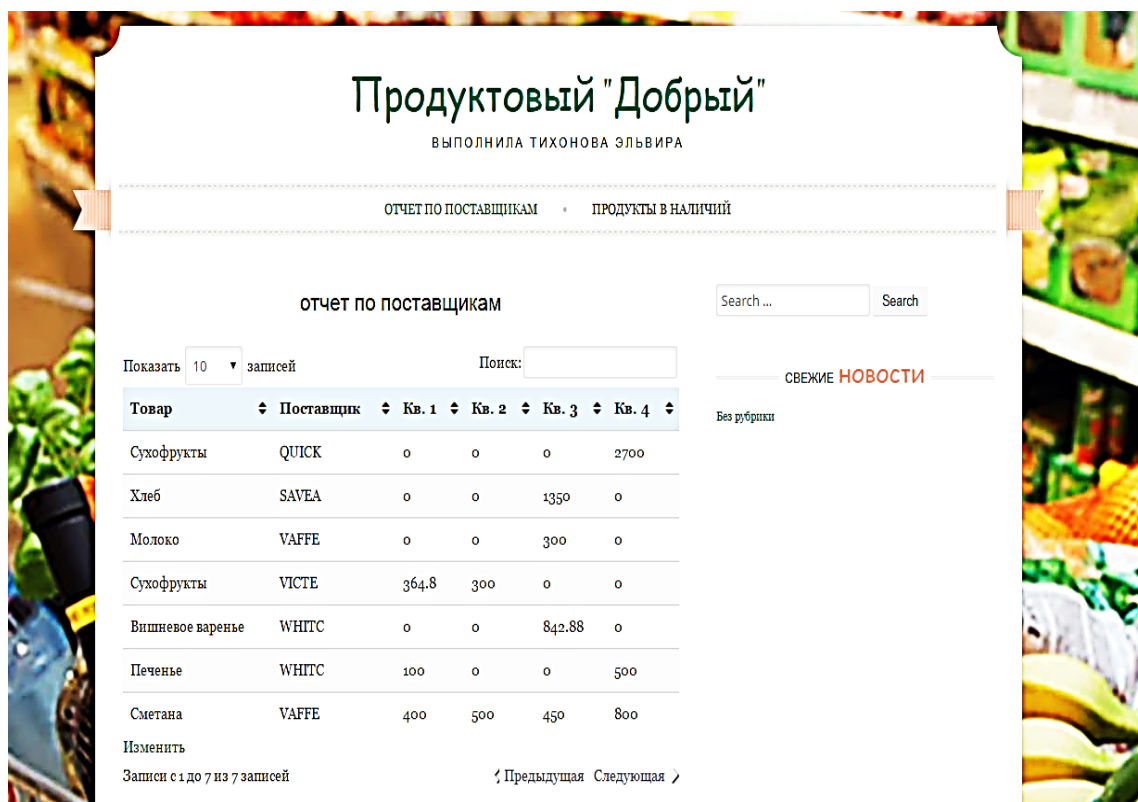 Продуктовый "Добрый"
ВЫПОЛНИЛА ТИХОНОВА ЭЛЬВИРА
ОТЧЕТ ПО ПОСТАВЩИКАМ • ПРОДУКТЫ В НАЛИЧИЙ
отчет по поставщикам
Показать 10 записей Поиск:
Товар Поставщик Кв. 1 Кв. 2 Кв. 3 Кв. 4
Сухофрукты QUICK 0 0 0 2700
Хлеб SAVEA 0 0 1350 0
Молоко VAFFE 0 0 300 0
Сухофрукты VICTE 364.8 300 0 0
Вишневое варенье WHITC 0 0 842.88 0
Печенье WHITC 100 0 0 500
Сметана VAFFE 400 500 450 800
Изменить
Записи с 1 до 7 из 7 записей Предыдущая Следующая
Search ... Search
СВЕЖИЕ НОВОСТИ
Без рубрики